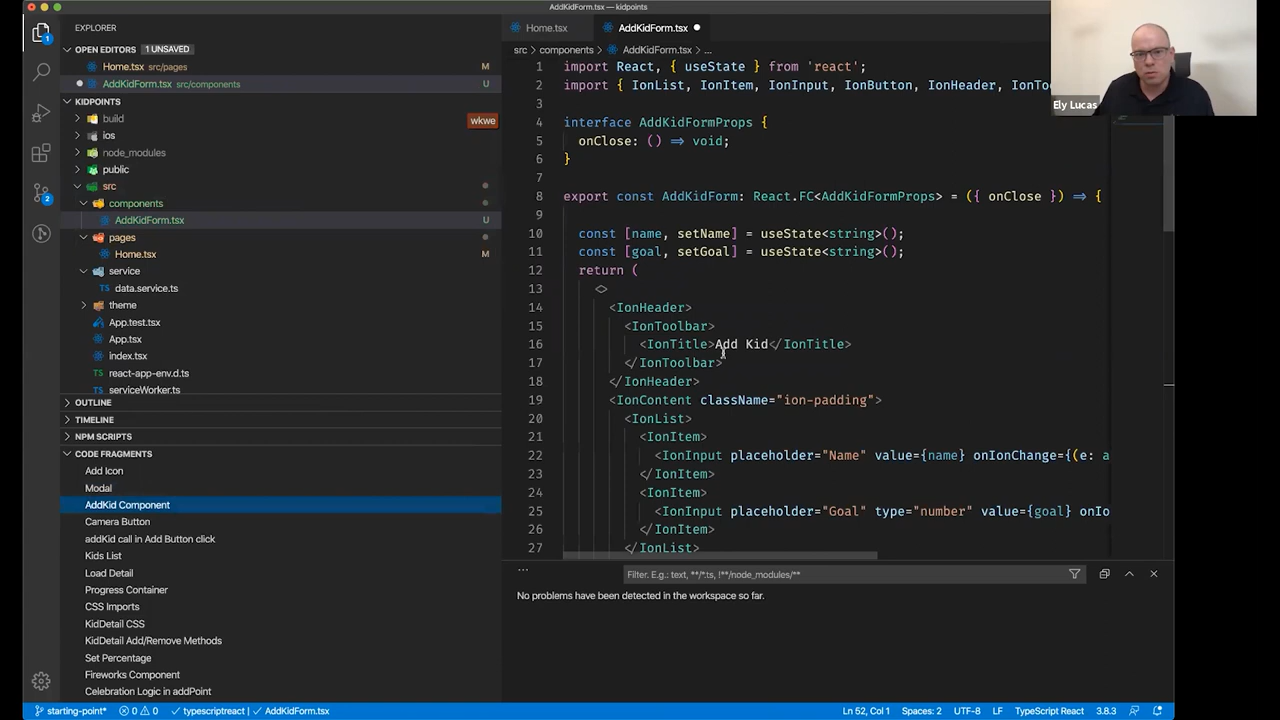 AddKidForm.tsx — kidpoints
EXPLORER
OPEN EDITORS 1 UNSAVED
Home.tsx src/pages M
AddKidForm.tsx src/components U
KIDPOINTS
build
wkwe
ios
node_modules
public
src
components
AddKidForm.tsx U
pages
Home.tsx M
service
data.service.ts
theme
App.test.tsx
App.tsx
index.tsx
react-app-env.d.ts
serviceWorker.ts
OUTLINE
TIMELINE
NPM SCRIPTS
CODE FRAGMENTS
Add Icon
Modal
AddKid Component
Camera Button
addKid call in Add Button click
Kids List
Load Detail
Progress Container
CSS Imports
KidDetail CSS
KidDetail Add/Remove Methods
Set Percentage
Fireworks Component
Celebration Logic in addPoint
1
2
Home.tsx AddKidForm.tsx
src > components > AddKidForm.tsx > ...
1 import React, { useState } from 'react';
2 import { IonList, IonItem, IonInput, IonButton, IonHeader, IonTo
3
4 interface AddKidFormProps {
5 onClose: () => void;
6 }
7
8 export const AddKidForm: React.FC<AddKidFormProps> = ({ onClose }) => {
9
10 const [name, setName] = useState<string>();
11 const [goal, setGoal] = useState<string>();
12 return (
13 <>
14 <IonHeader>
15 <IonToolbar>
16 <IonTitle>Add Kid</IonTitle>
17 </IonToolbar>
18 </IonHeader>
19 <IonContent className="ion-padding">
20 <IonList>
21 <IonItem>
22 <IonInput placeholder="Name" value={name} onIonChange={(e: a
23 </IonItem>
24 <IonItem>
25 <IonInput placeholder="Goal" type="number" value={goal} onIo
26 </IonItem>
27 </IonList>
Ely Lucas
... Filter. E.g.: text, **/*.ts, !**/node_modules/**
No problems have been detected in the workspace so far.
starting-point* 0 0 typescriptreact | AddKidForm.tsx Ln 52, Col 1 Spaces: 2 UTF-8 LF TypeScript React 3.8.3